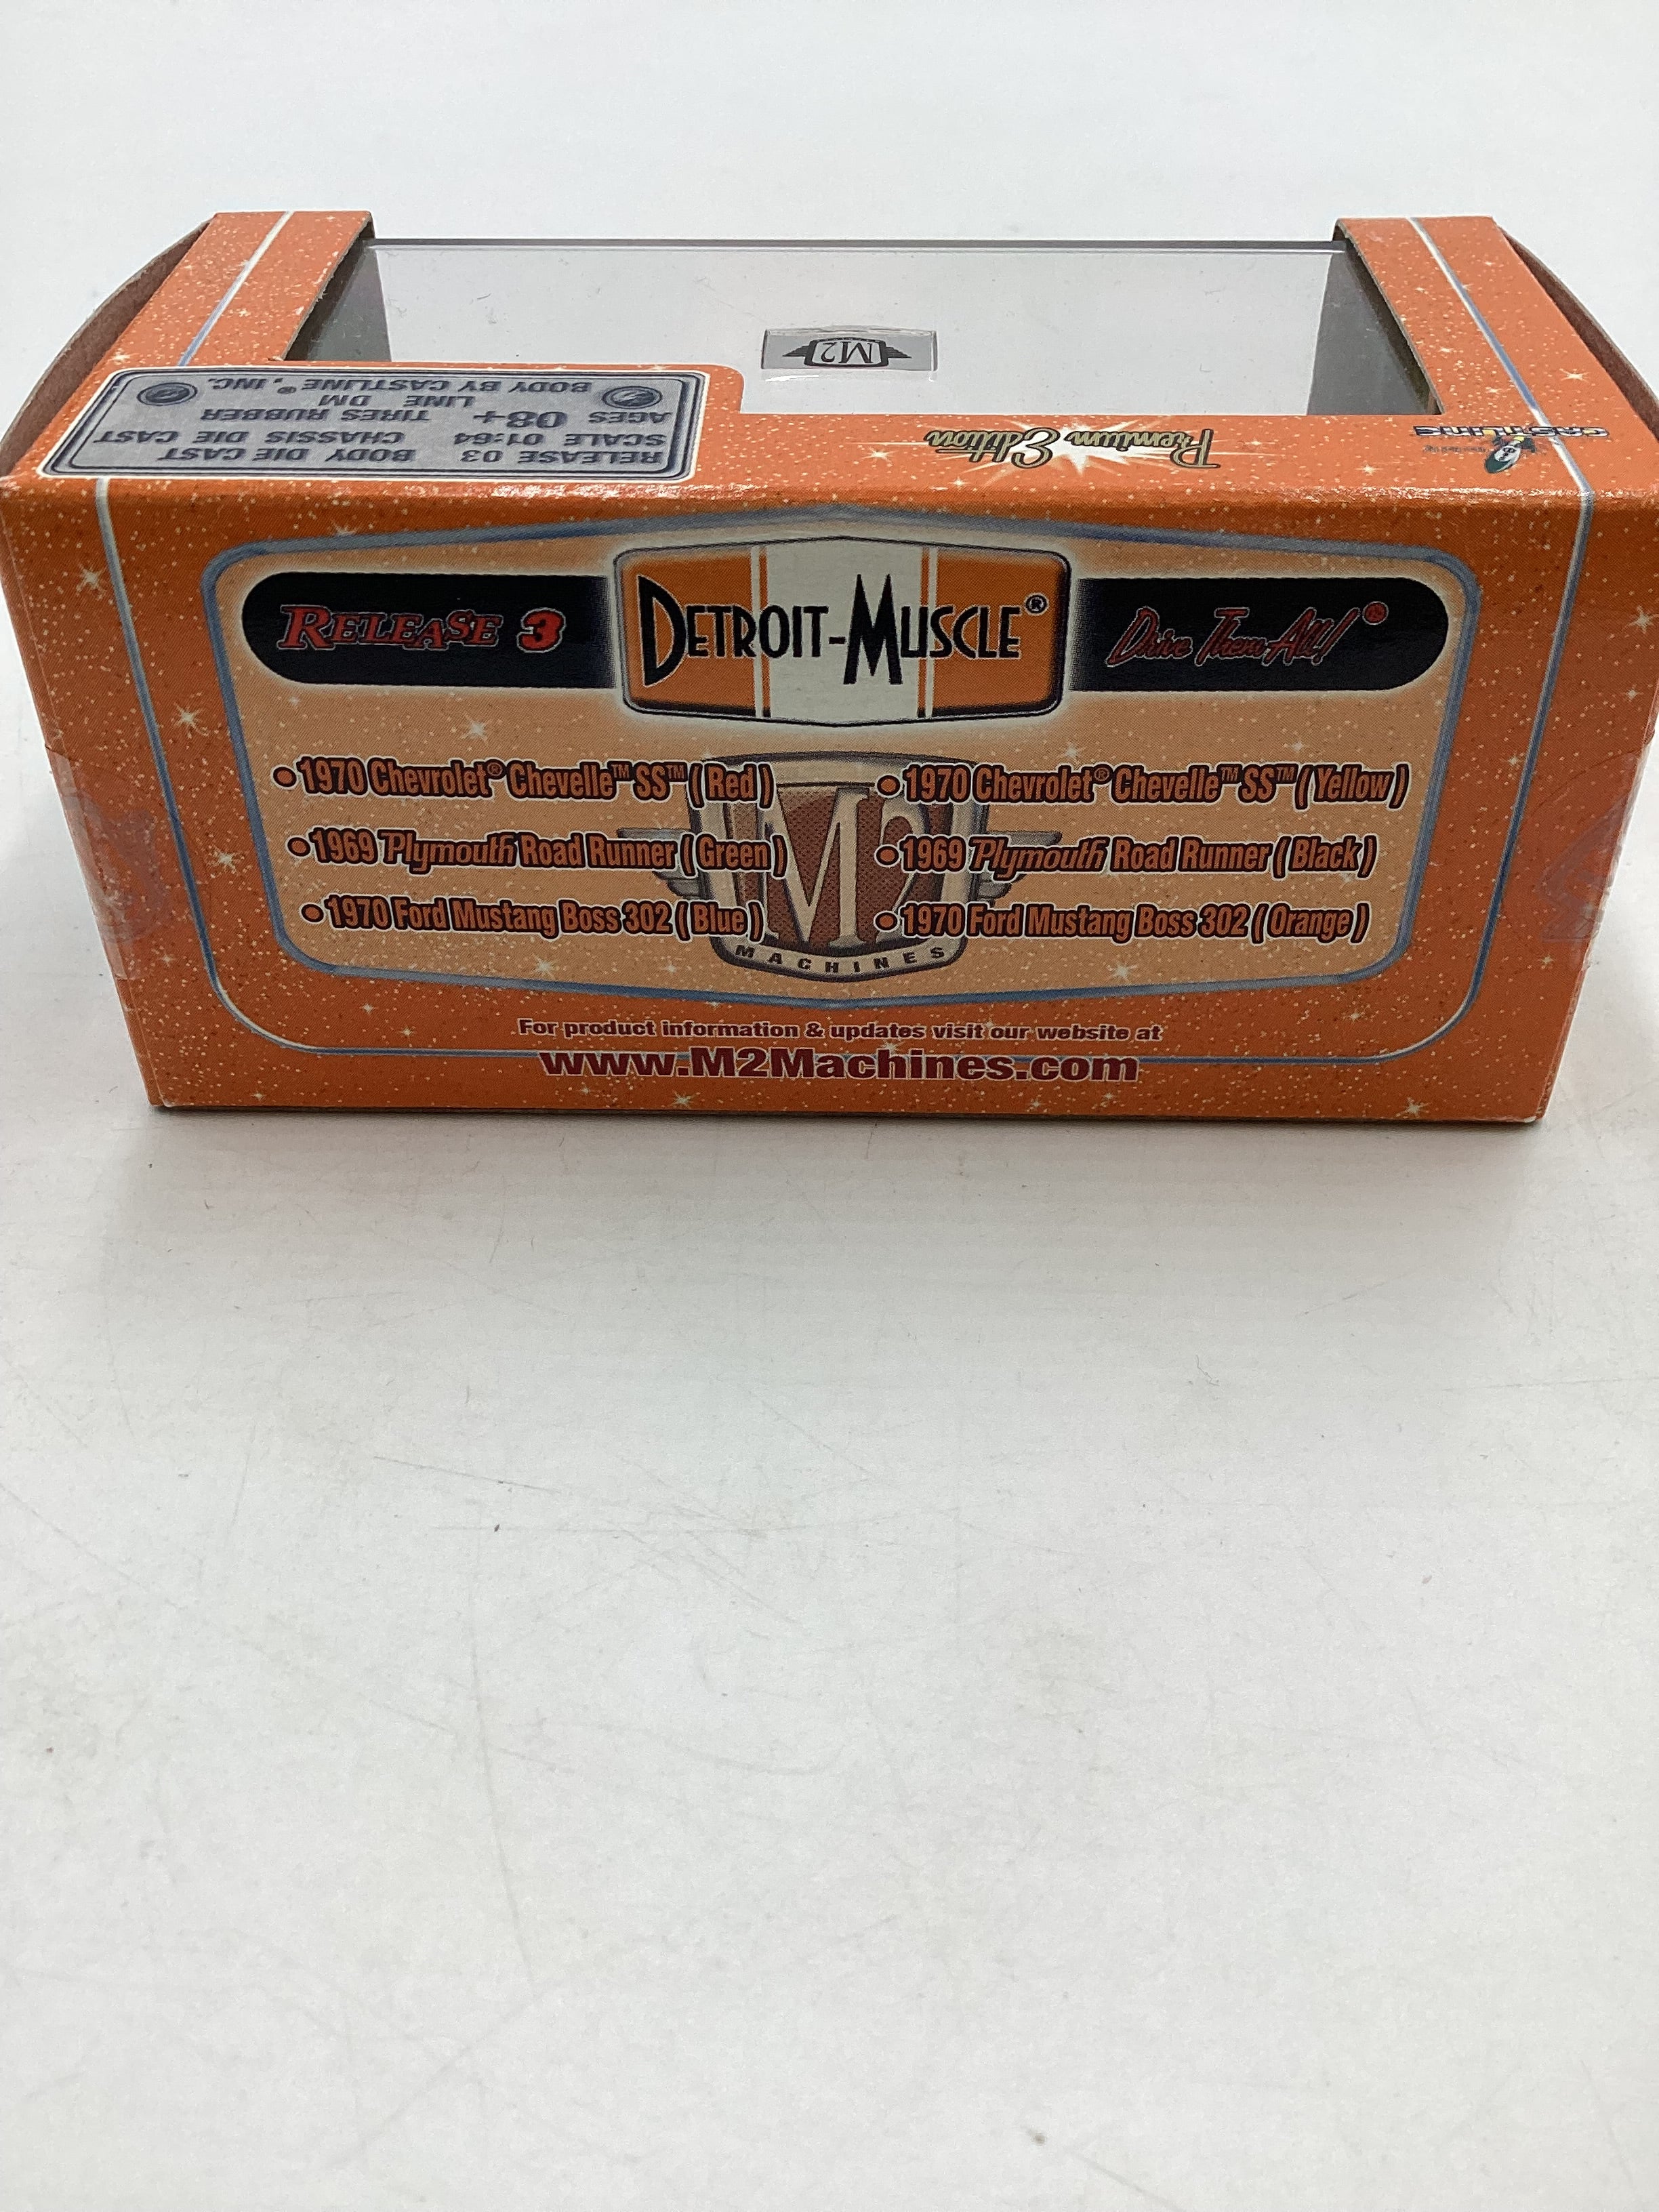 M2
RELEASE 03 BODY DIE CAST
SCALE 01:64 CHASSIS DIE CAST
AGES 08+ TIRES RUBBER
LINE DM
BODY BY CASTLINE®, INC.
Premium Edition
CASTLINE
RELEASE 3
DETROIT-MUSCLE®
Drive Them All!®
•1970 Chevrolet® Chevelle™ SS™ (Red)
•1970 Chevrolet® Chevelle™ SS™ (Yellow)
•1969 Plymouth Road Runner (Green)
•1969 Plymouth Road Runner (Black)
•1970 Ford Mustang Boss 302 (Blue)
•1970 Ford Mustang Boss 302 (Orange)
M2
MACHINES
For product information & updates visit our website at
www.M2Machines.com